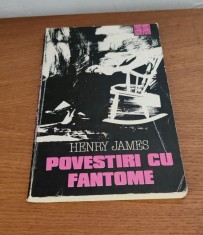 HENRY JAMES
POVESTIRI CU
FANTOME